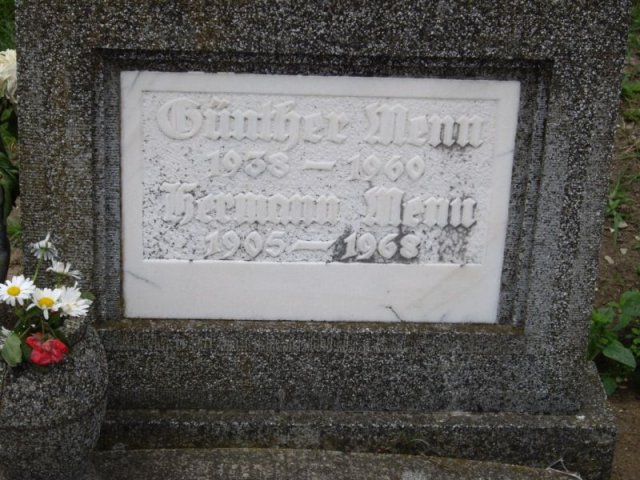 Günther Menn
1938 — 1960
Hermann Menn
1905 — 1968